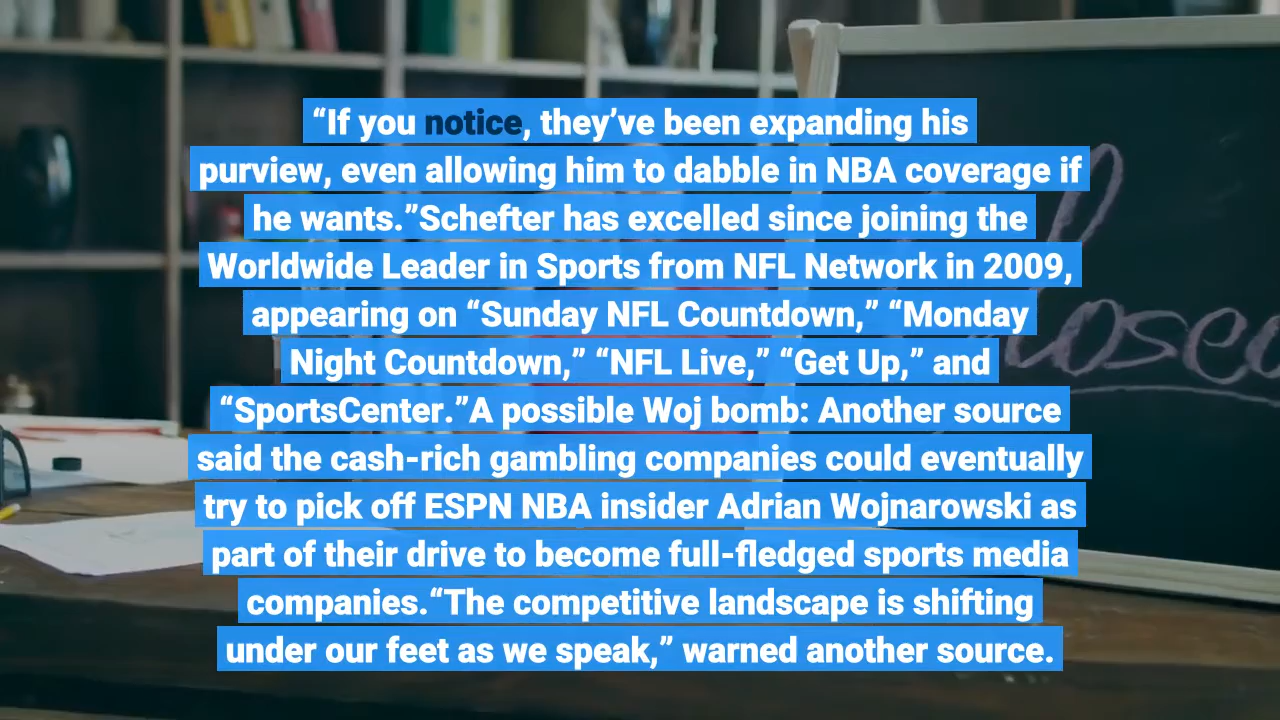 “If you notice, they’ve been expanding his
purview, even allowing him to dabble in NBA coverage if
he wants.”Schefter has excelled since joining the
Worldwide Leader in Sports from NFL Network in 2009,
appearing on “Sunday NFL Countdown,” “Monday
Night Countdown,” “NFL Live,” “Get Up,” and
“SportsCenter.”A possible Woj bomb: Another source
said the cash-rich gambling companies could eventually
try to pick off ESPN NBA insider Adrian Wojnarowski as
part of their drive to become full-fledged sports media
companies.“The competitive landscape is shifting
under our feet as we speak,” warned another source.